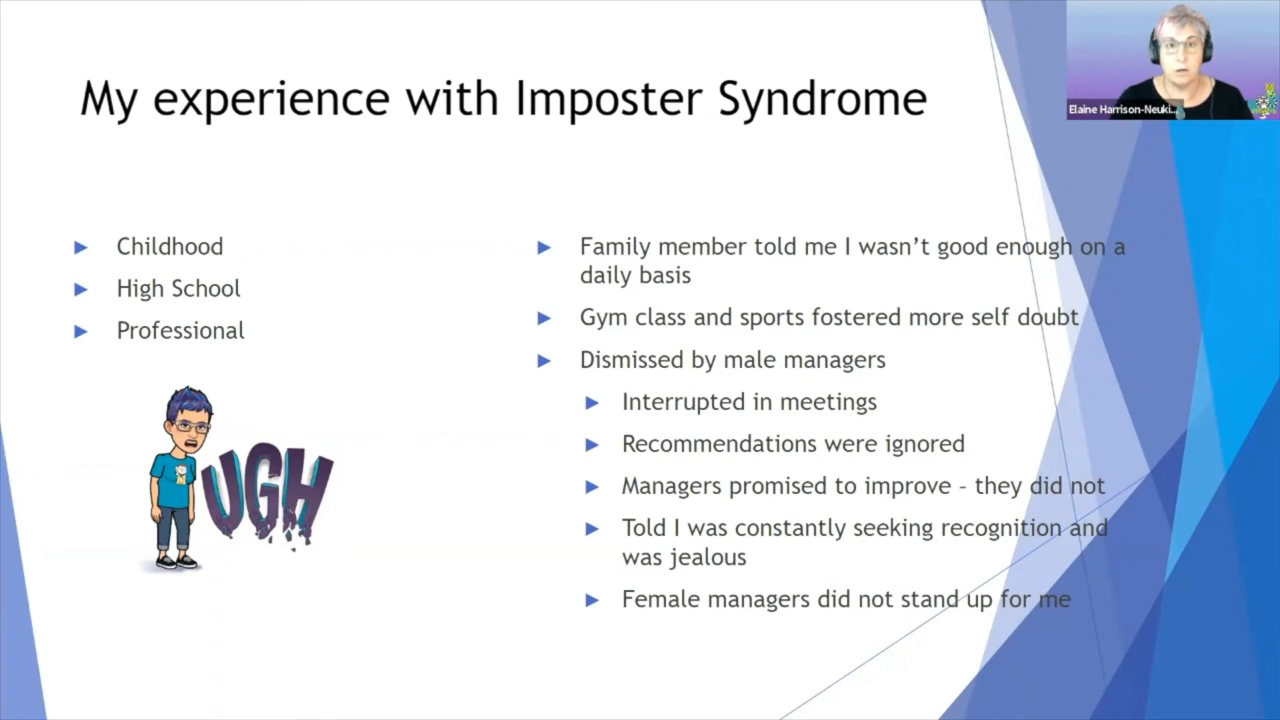 My experience with Imposter Syndrome
Elaine Harrison-Neuki...
Childhood
High School
Professional
UGH
Family member told me I wasn't good enough on a
daily basis
Gym class and sports fostered more self doubt
Dismissed by male managers
Interrupted in meetings
Recommendations were ignored
Managers promised to improve – they did not
Told I was constantly seeking recognition and
was jealous
Female managers did not stand up for me